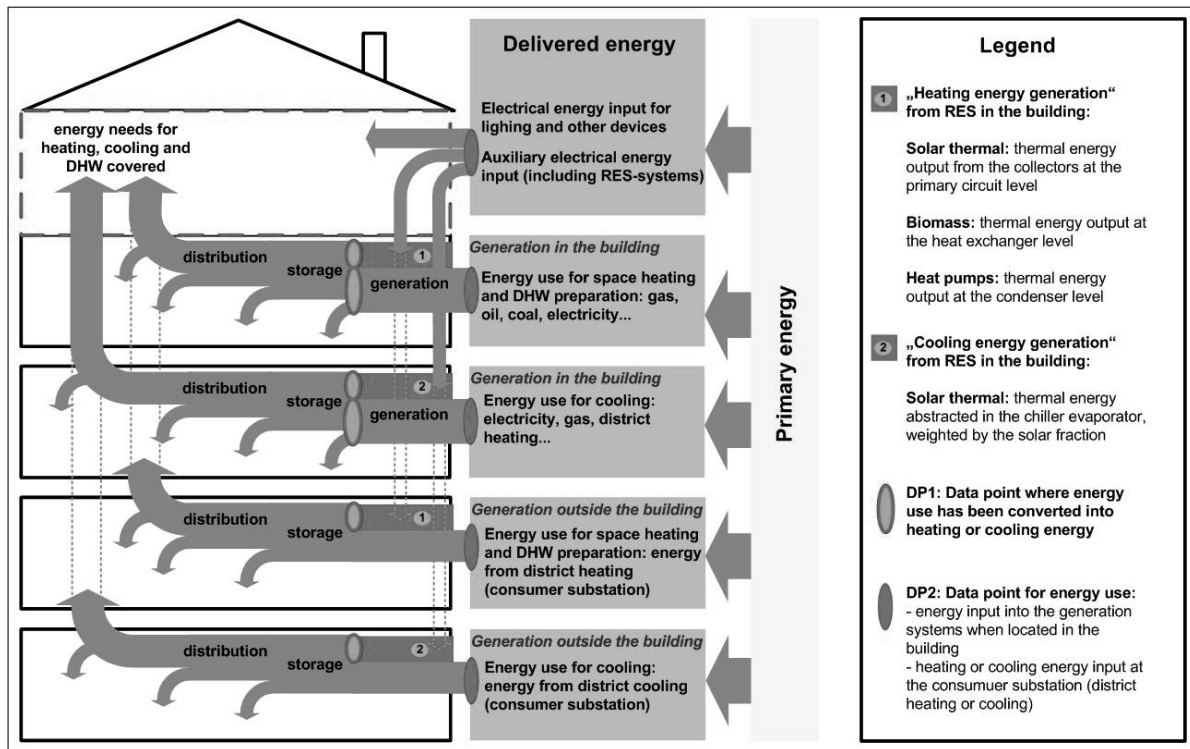 energy needs for
heating, cooling and
DHW covered
Delivered energy
Electrical energy input for
lighing and other devices
Auxiliary electrical energy
input (including RES-systems)
distribution
storage
1
generation
Generation in the building
Energy use for space heating
and DHW preparation: gas,
oil, coal, electricity...
distribution
storage
2
generation
Generation in the building
Energy use for cooling:
electricity, gas, district
heating...
distribution
storage
1
Generation outside the building
Energy use for space heating
and DHW preparation: energy
from district heating
(consumer substation)
distribution
storage
2
Generation outside the building
Energy use for cooling:
energy from district cooling
(consumer substation)
Primary energy
Legend
1 „Heating energy generation“
from RES in the building:
Solar thermal: thermal energy
output from the collectors at the
primary circuit level
Biomass: thermal energy output at
the heat exchanger level
Heat pumps: thermal energy
output at the condenser level
2 „Cooling energy generation“
from RES in the building:
Solar thermal: thermal energy
abstracted in the chiller evaporator,
weighted by the solar fraction
DP1: Data point where energy
use has been converted into
heating or cooling energy
DP2: Data point for energy use:
- energy input into the generation
systems when located in the
building
- heating or cooling energy input at
the consumuer substation (district
heating or cooling)